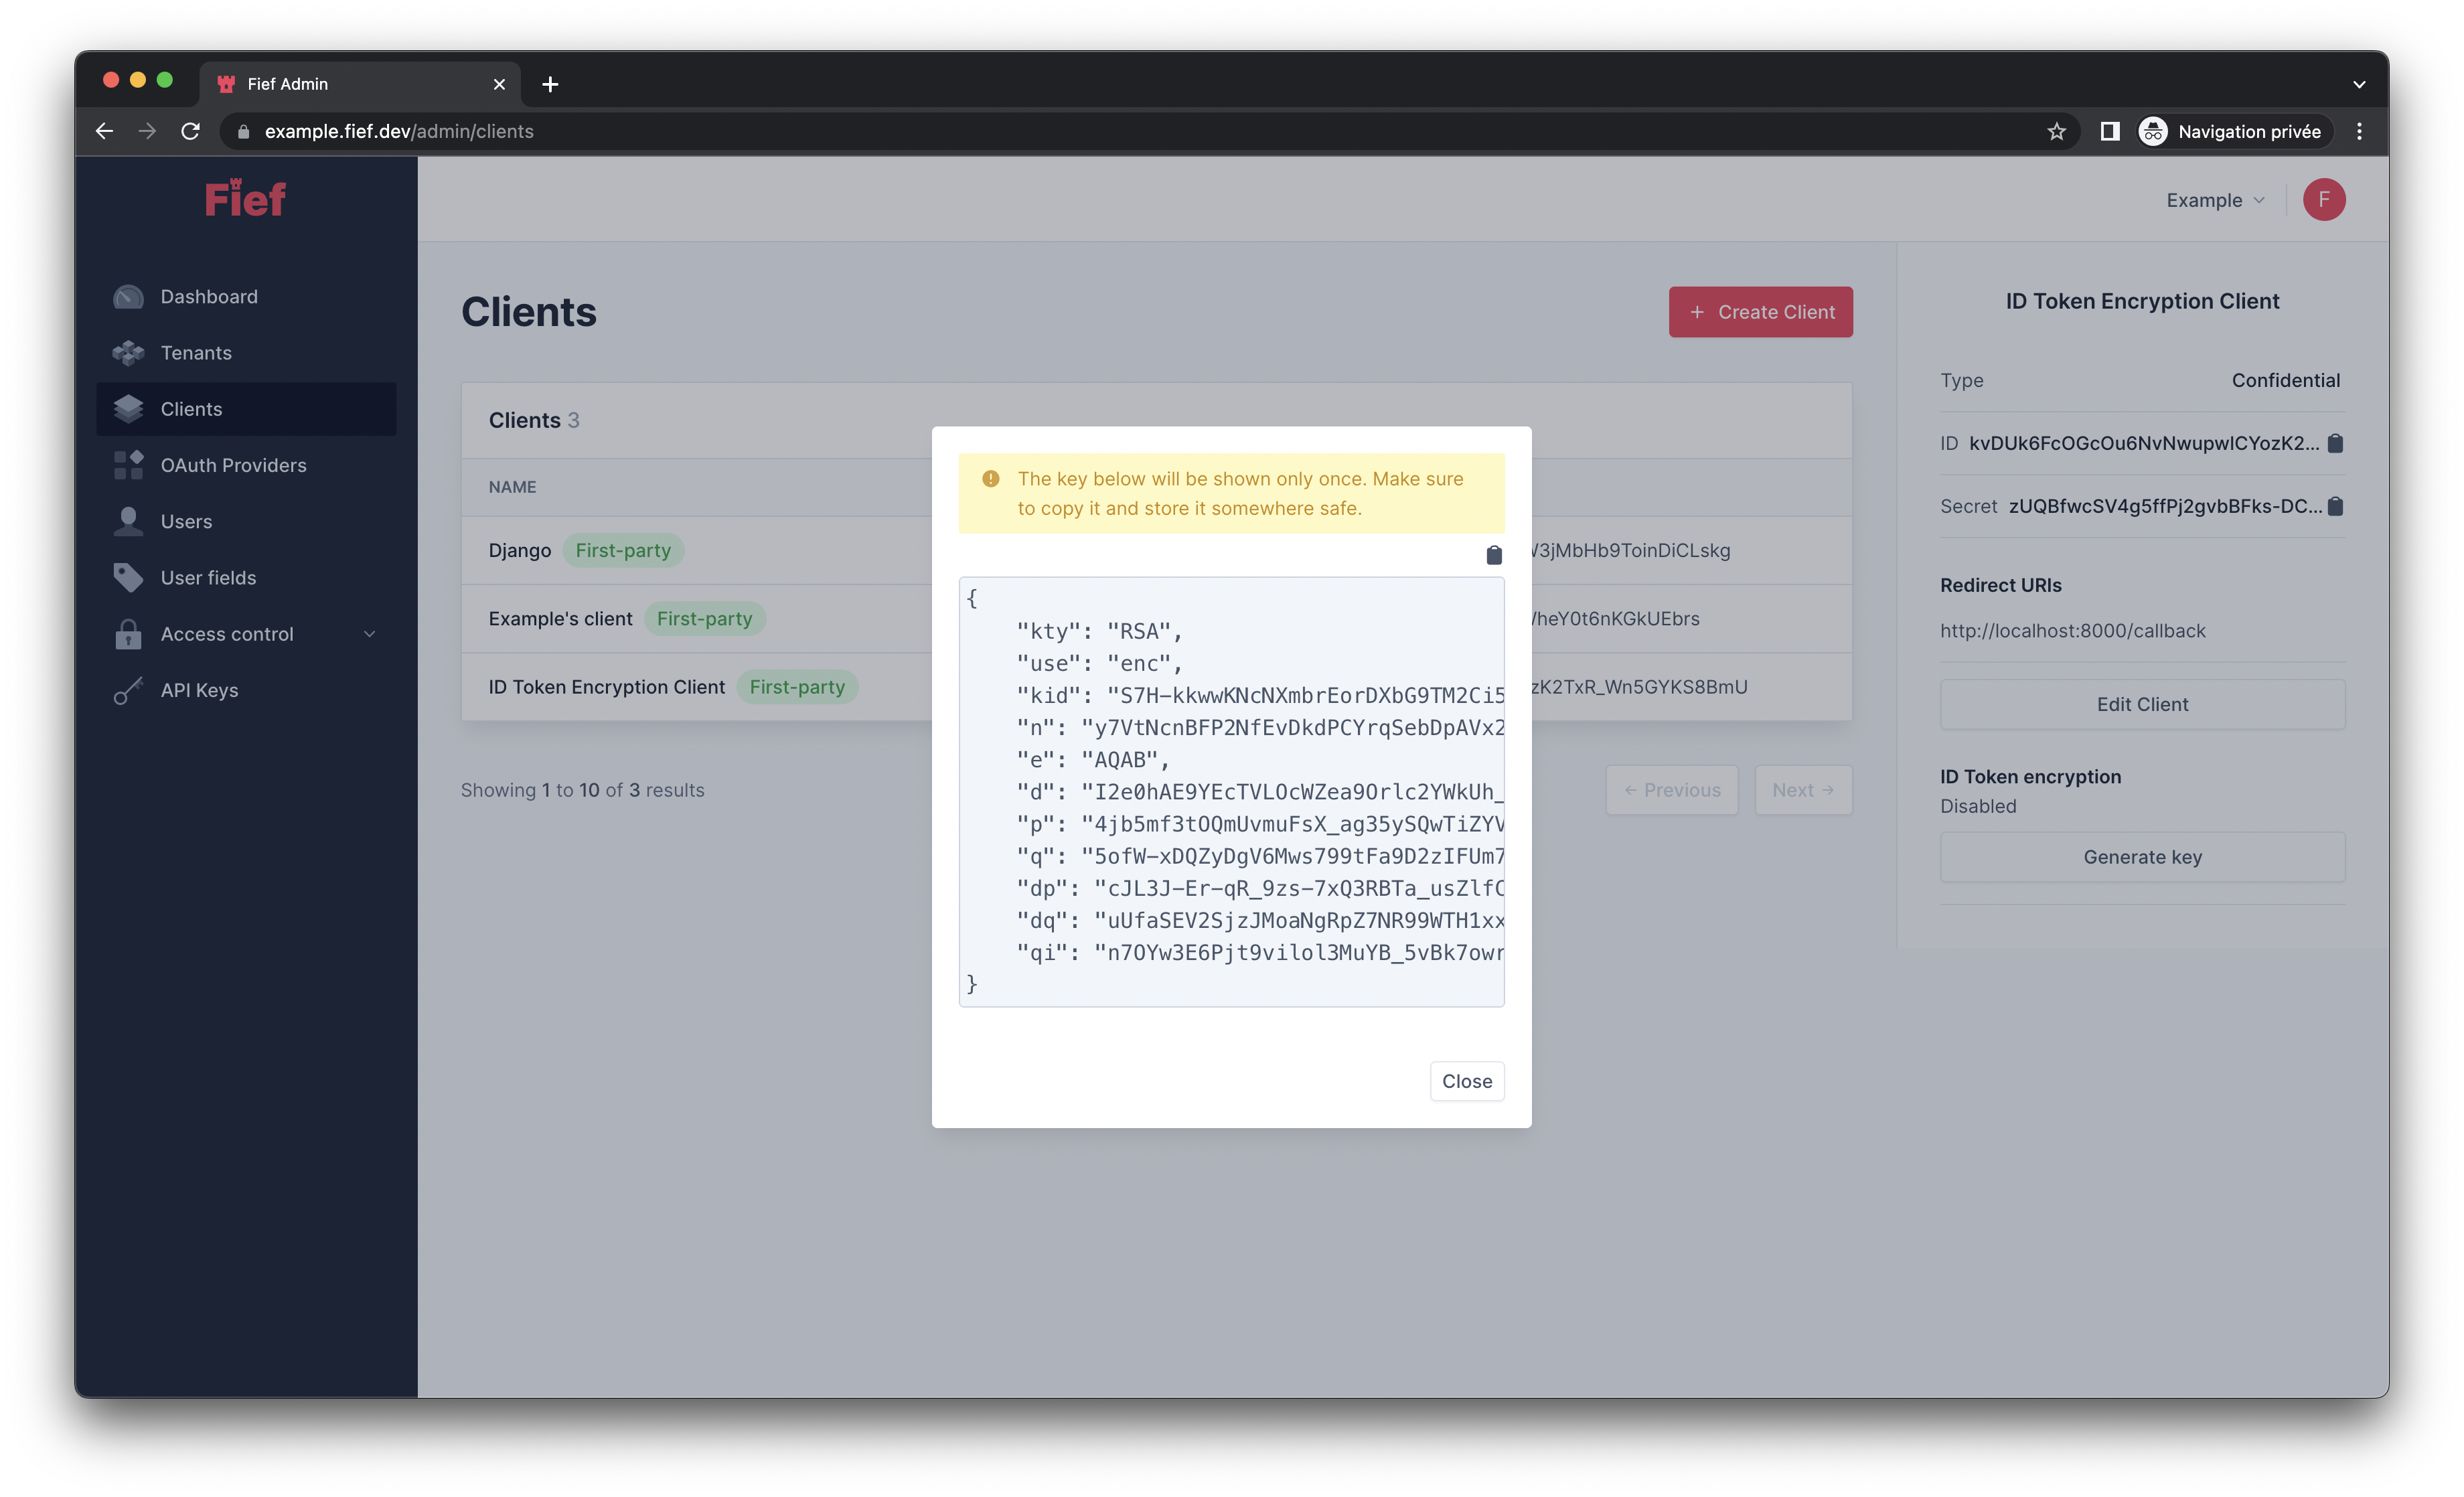 Fief Admin
example.fief.dev/admin/clients
Navigation privée
Fief
Example
F
Dashboard
Tenants
Clients
OAuth Providers
Users
User fields
Access control
API Keys
Clients
+ Create Client
Clients 3
NAME
Django First-party
V3jMbHb9ToinDiCLskg
Example's client First-party
/heY0t6nKGkUEbrs
ID Token Encryption Client First-party
zK2TxR_Wn5GYKS8BmU
Showing 1 to 10 of 3 results
← Previous
Next →
The key below will be shown only once. Make sure
to copy it and store it somewhere safe.
{
"kty": "RSA",
"use": "enc",
"kid": "S7H-kkwwKNcNXmbrEorDXbG9TM2Ci5
"n": "y7VtNcnBFP2NfEvDkdPCYrqSebDpAVx2
"e": "AQAB",
"d": "I2e0hAE9YEcTVLOcWZea9Orlc2YWkUh_
"p": "4jb5mf3tOQmUvmuFsX_ag35ySQwTiZYV
"q": "5ofW-xDQZyDgV6Mws799tFa9D2zIFUm7
"dp": "cJL3J-Er-qR_9zs-7xQ3RBTa_usZlfC
"dq": "uUfaSEV2SjzJMoaNgRpZ7NR99WTH1xx
"qi": "n7OYw3E6Pjt9vilol3MuYB_5vBk7owr
}
Close
ID Token Encryption Client
Type Confidential
ID kvDUk6FcOGcOu6NvNwupwlCYozK2...
Secret zUQBfwcSV4g5ffPj2gvbBFks-DC...
Redirect URIs
http://localhost:8000/callback
Edit Client
ID Token encryption
Disabled
Generate key